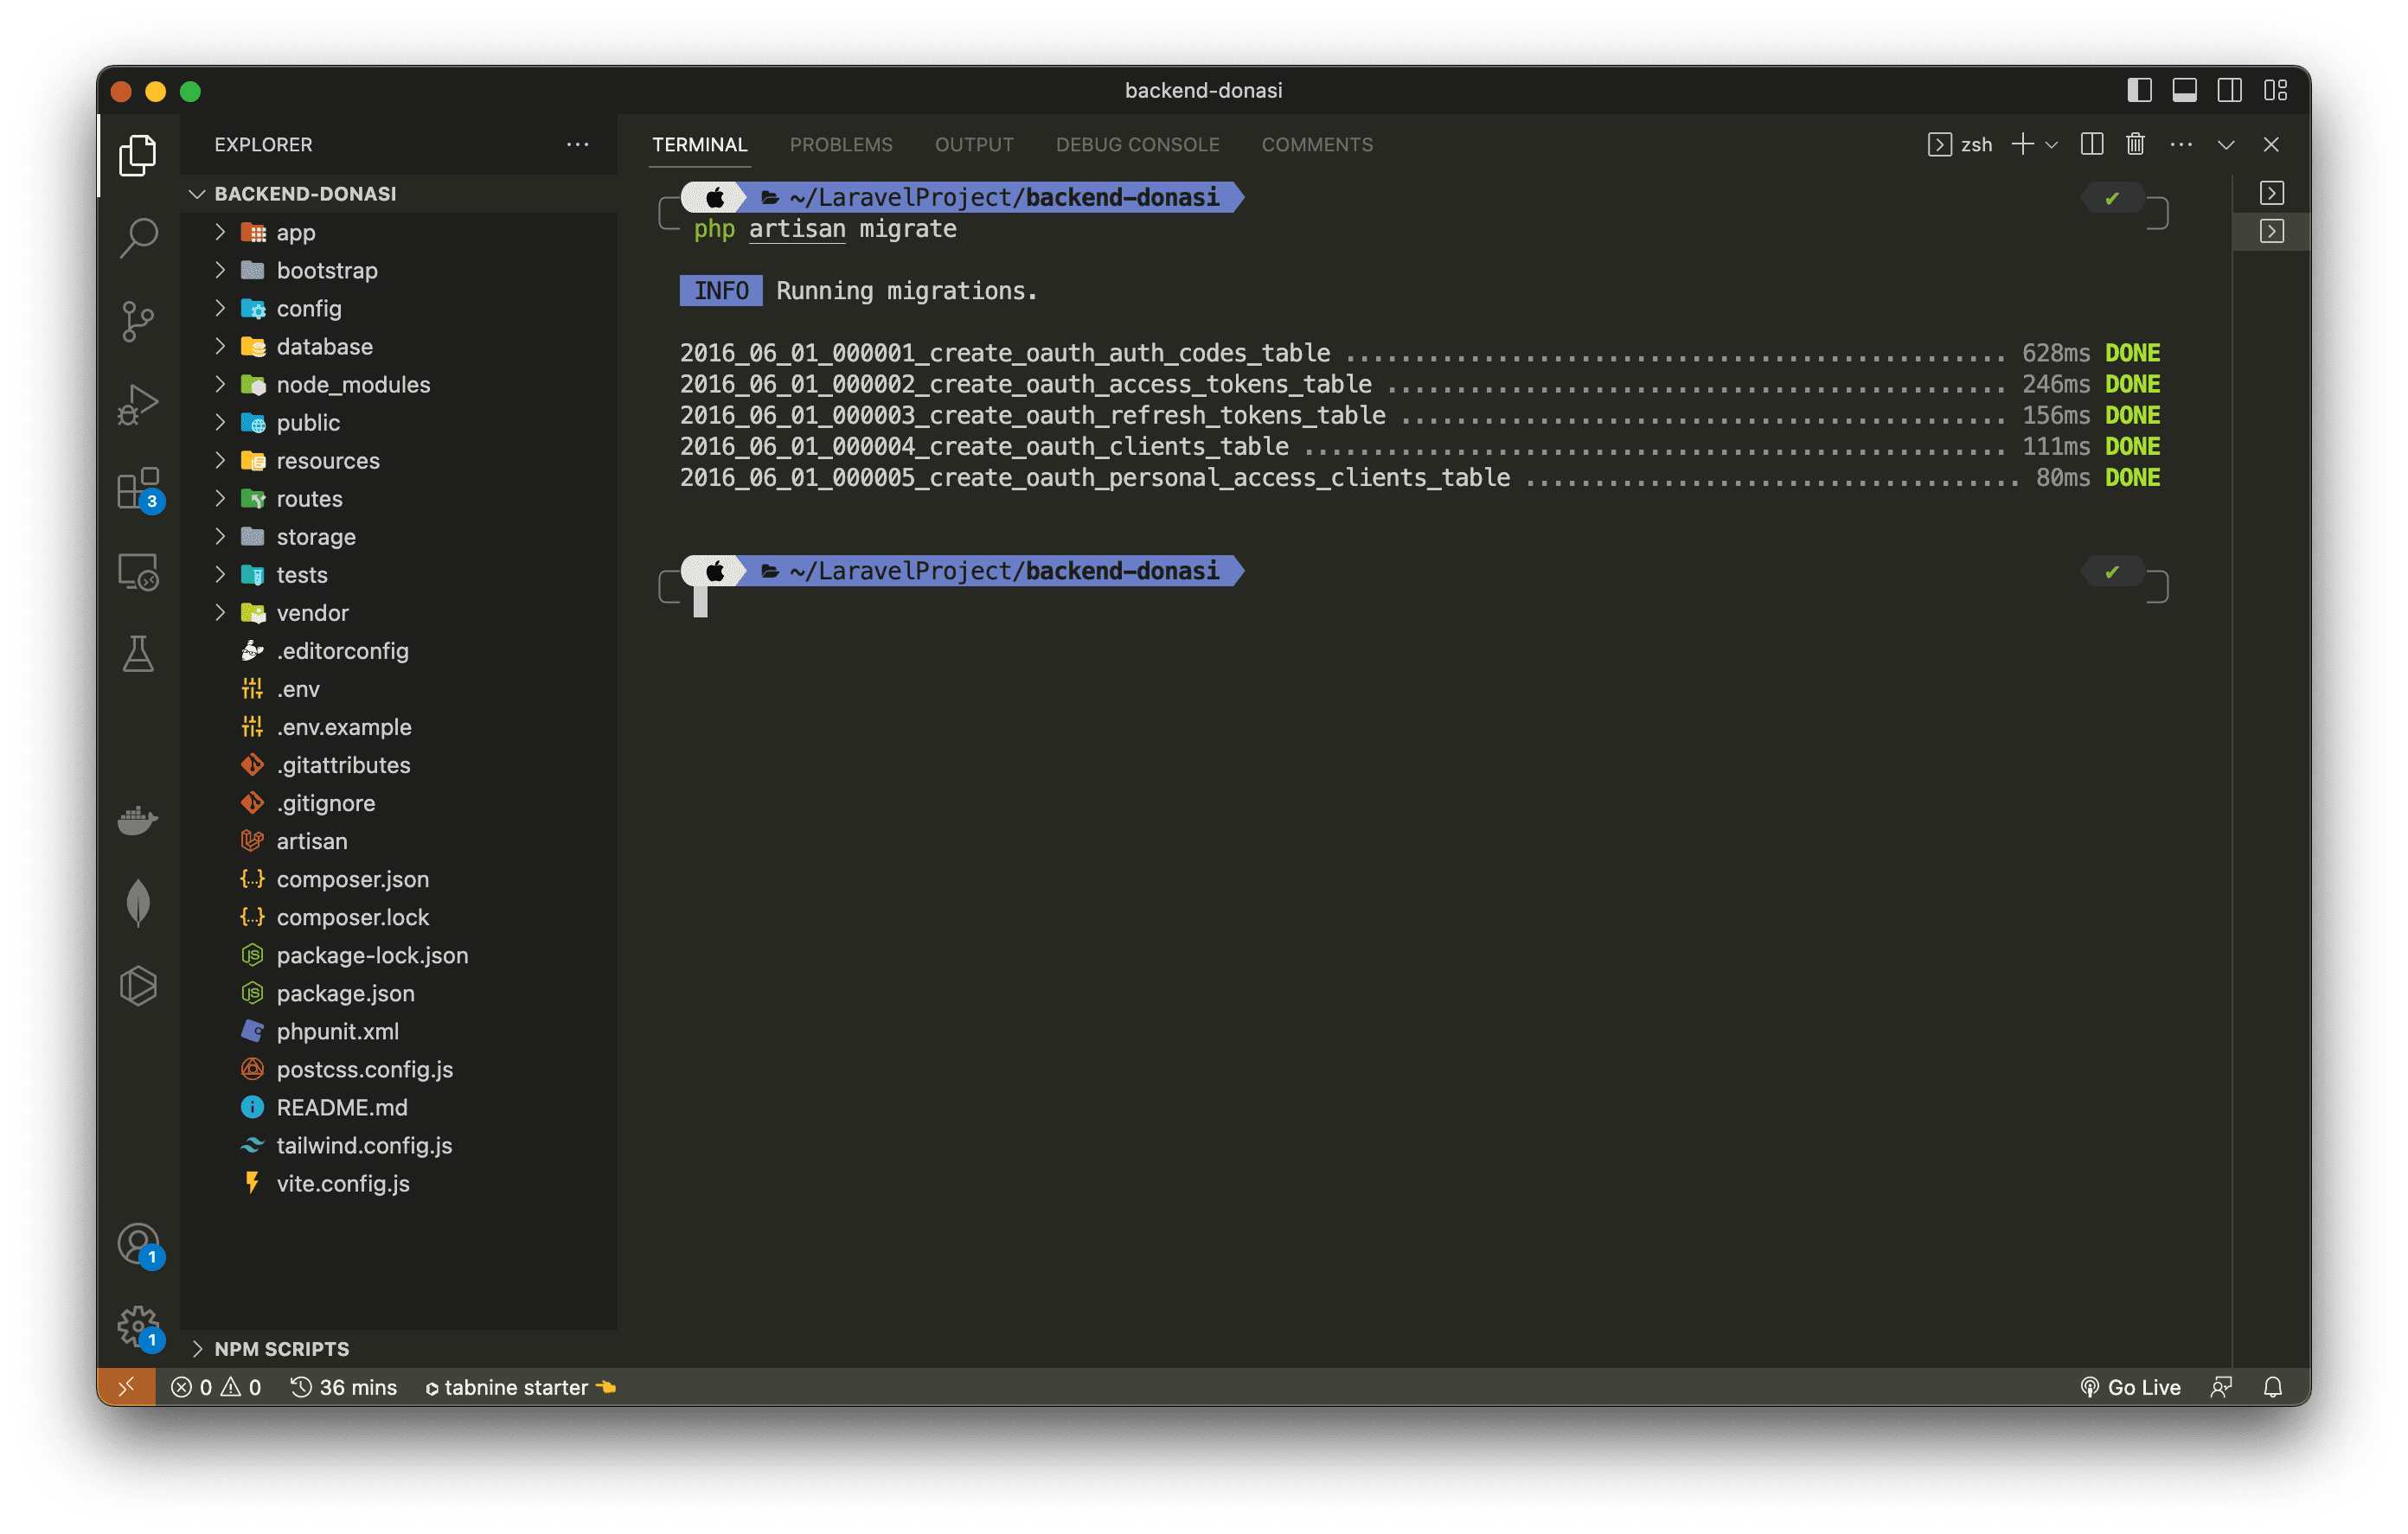 backend-donasi
EXPLORER
BACKEND-DONASI
app
bootstrap
config
database
node_modules
public
resources
routes
storage
tests
vendor
.editorconfig
.env
.env.example
.gitattributes
.gitignore
artisan
composer.json
composer.lock
package-lock.json
package.json
phpunit.xml
postcss.config.js
README.md
tailwind.config.js
vite.config.js
NPM SCRIPTS
3
1
1
TERMINAL PROBLEMS OUTPUT DEBUG CONSOLE COMMENTS zsh
~/LaravelProject/backend-donasi ✔
php artisan migrate
INFO Running migrations.
2016_06_01_000001_create_oauth_auth_codes_table ................................................ 628ms DONE
2016_06_01_000002_create_oauth_access_tokens_table ............................................. 246ms DONE
2016_06_01_000003_create_oauth_refresh_tokens_table ............................................ 156ms DONE
2016_06_01_000004_create_oauth_clients_table ................................................... 111ms DONE
2016_06_01_000005_create_oauth_personal_access_clients_table .................................... 80ms DONE
~/LaravelProject/backend-donasi ✔
0 0 36 mins tabnine starter 👈 Go Live